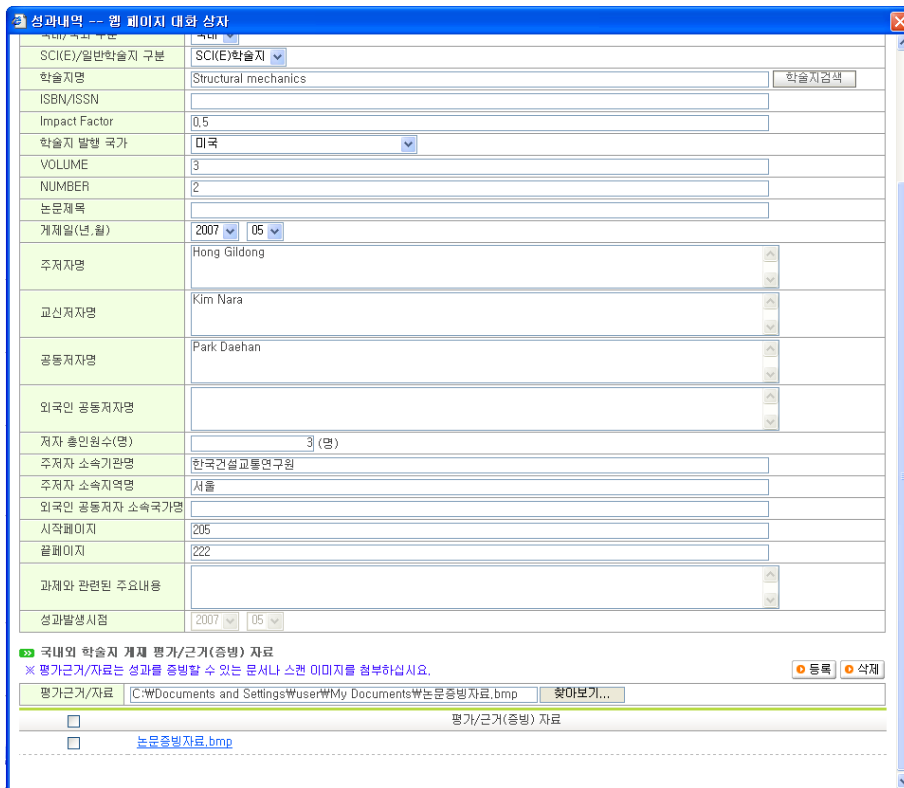 성과내역 -- 웹 페이지 대화 상자
국내/국외 구분 국내
SCI(E)/일반학술지 구분 SCI(E)학술지
학술지명 Structural mechanics 학술지검색
ISBN/ISSN
Impact Factor 0.5
학술지 발행 국가 미국
VOLUME 3
NUMBER 2
논문제목
게제일(년.월) 2007 05
주저자명 Hong Gildong
교신저자명 Kim Nara
공동저자명 Park Daehan
외국인 공동저자명
저자 총인원수(명) 3 (명)
주저자 소속기관명 한국건설교통연구원
주저자 소속지역명 서울
외국인 공동저자 소속국가명
시작페이지 205
끝페이지 222
과제와 관련된 주요내용
성과발생시점 2007 05
국내외 학술지 게재 평가/근거(증빙) 자료
※ 평가근거/자료는 성과를 증빙할 수 있는 문서나 스캔 이미지를 첨부하십시요.
등록 삭제
평가근거/자료 C:₩Documents and Settings₩user₩My Documents₩논문증빙자료.bmp 찾아보기...
평가/근거(증빙) 자료
논문증빙자료.bmp